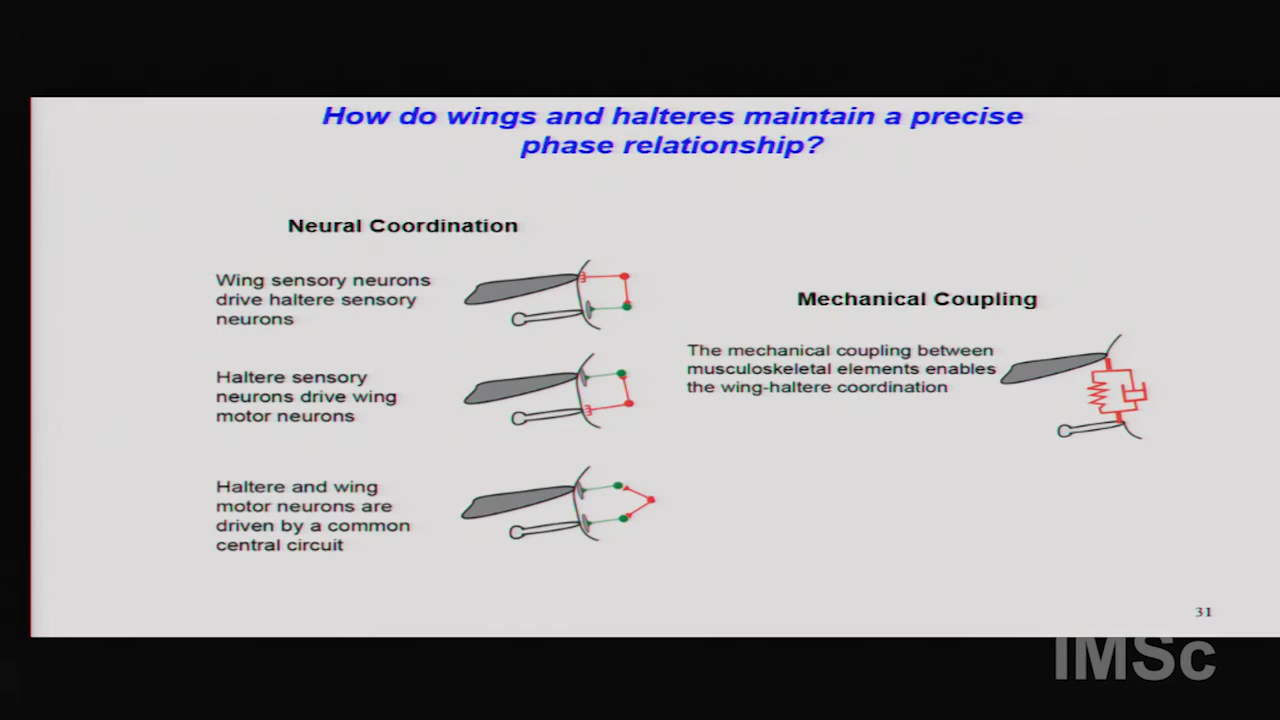 How do wings and halteres maintain a precise
phase relationship?
Neural Coordination
Wing sensory neurons
drive haltere sensory
neurons
Haltere sensory
neurons drive wing
motor neurons
Haltere and wing
motor neurons are
driven by a common
central circuit
Mechanical Coupling
The mechanical coupling between
musculoskeletal elements enables
the wing-haltere coordination
31
IMSc